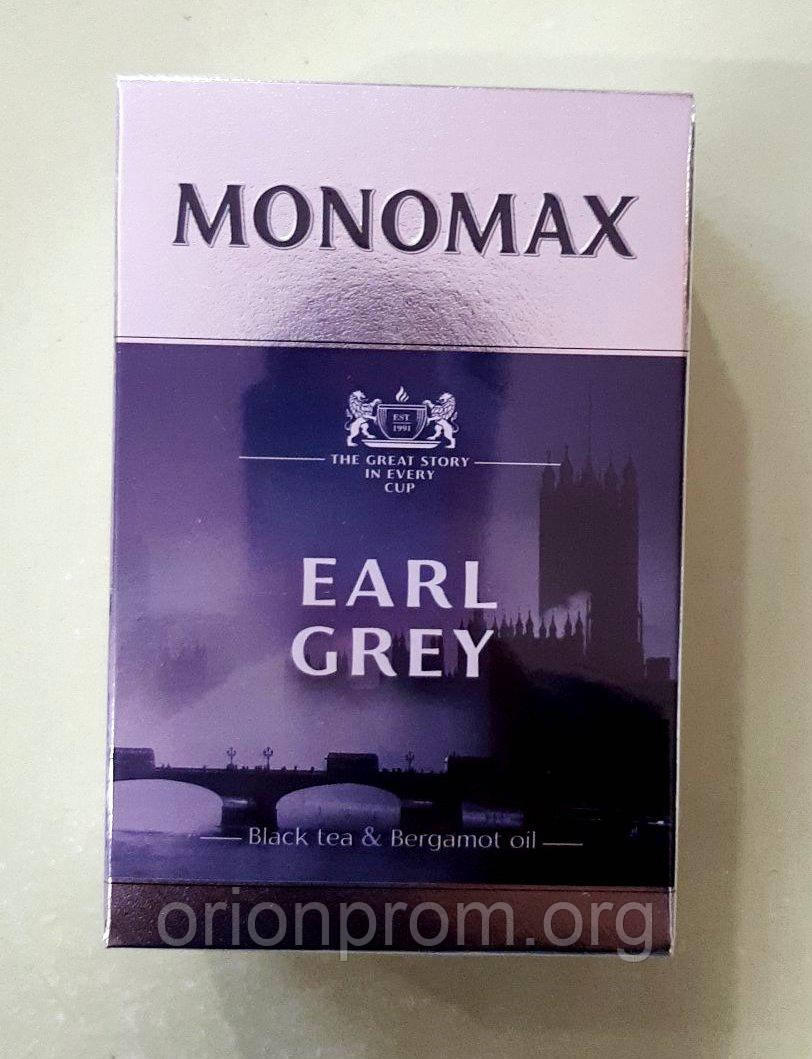 MONOMAX
EST
1991
THE GREAT STORY
IN EVERY
CUP
EARL
GREY
Black tea & Bergamot oil
orionprom.org